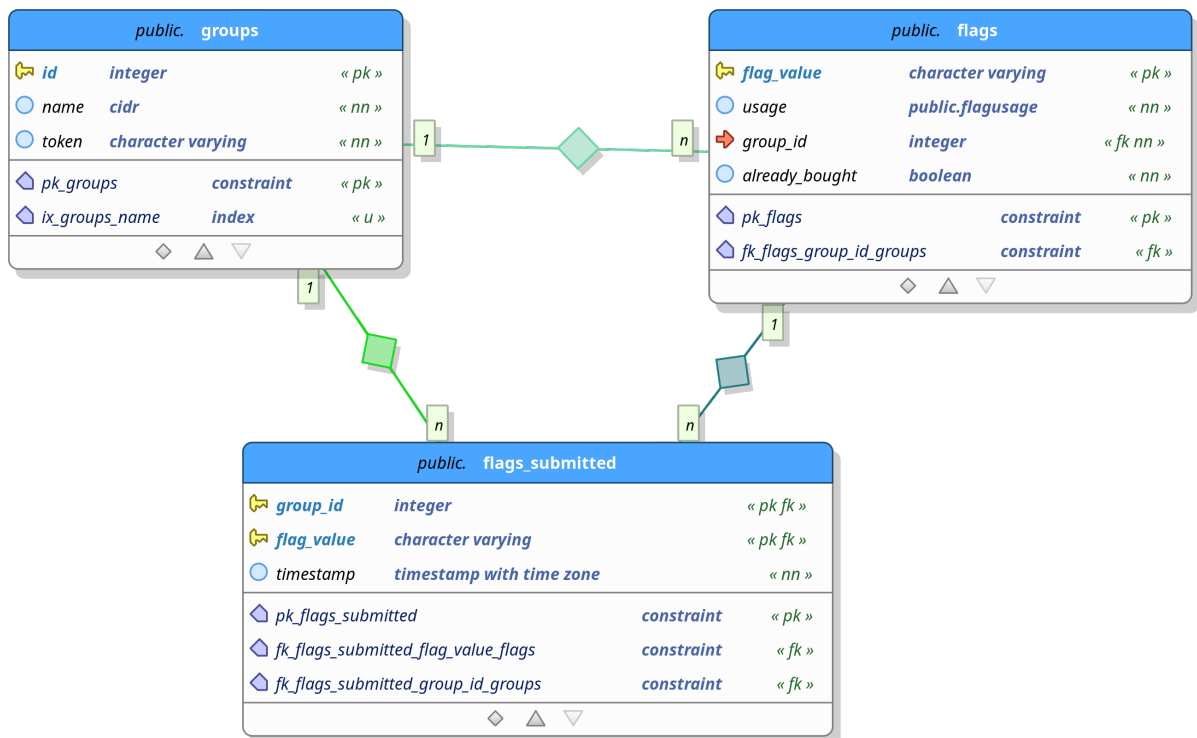 public. groups
id integer « pk »
name cidr « nn »
token character varying « nn »
pk_groups constraint « pk »
ix_groups_name index « u »
public. flags
flag_value character varying « pk »
usage public.flagusage « nn »
group_id integer « fk nn »
already_bought boolean « nn »
pk_flags constraint « pk »
fk_flags_group_id_groups constraint « fk »
1
n
1
n
1
n
public. flags_submitted
group_id integer « pk fk »
flag_value character varying « pk fk »
timestamp timestamp with time zone « nn »
pk_flags_submitted constraint « pk »
fk_flags_submitted_flag_value_flags constraint « fk »
fk_flags_submitted_group_id_groups constraint « fk »